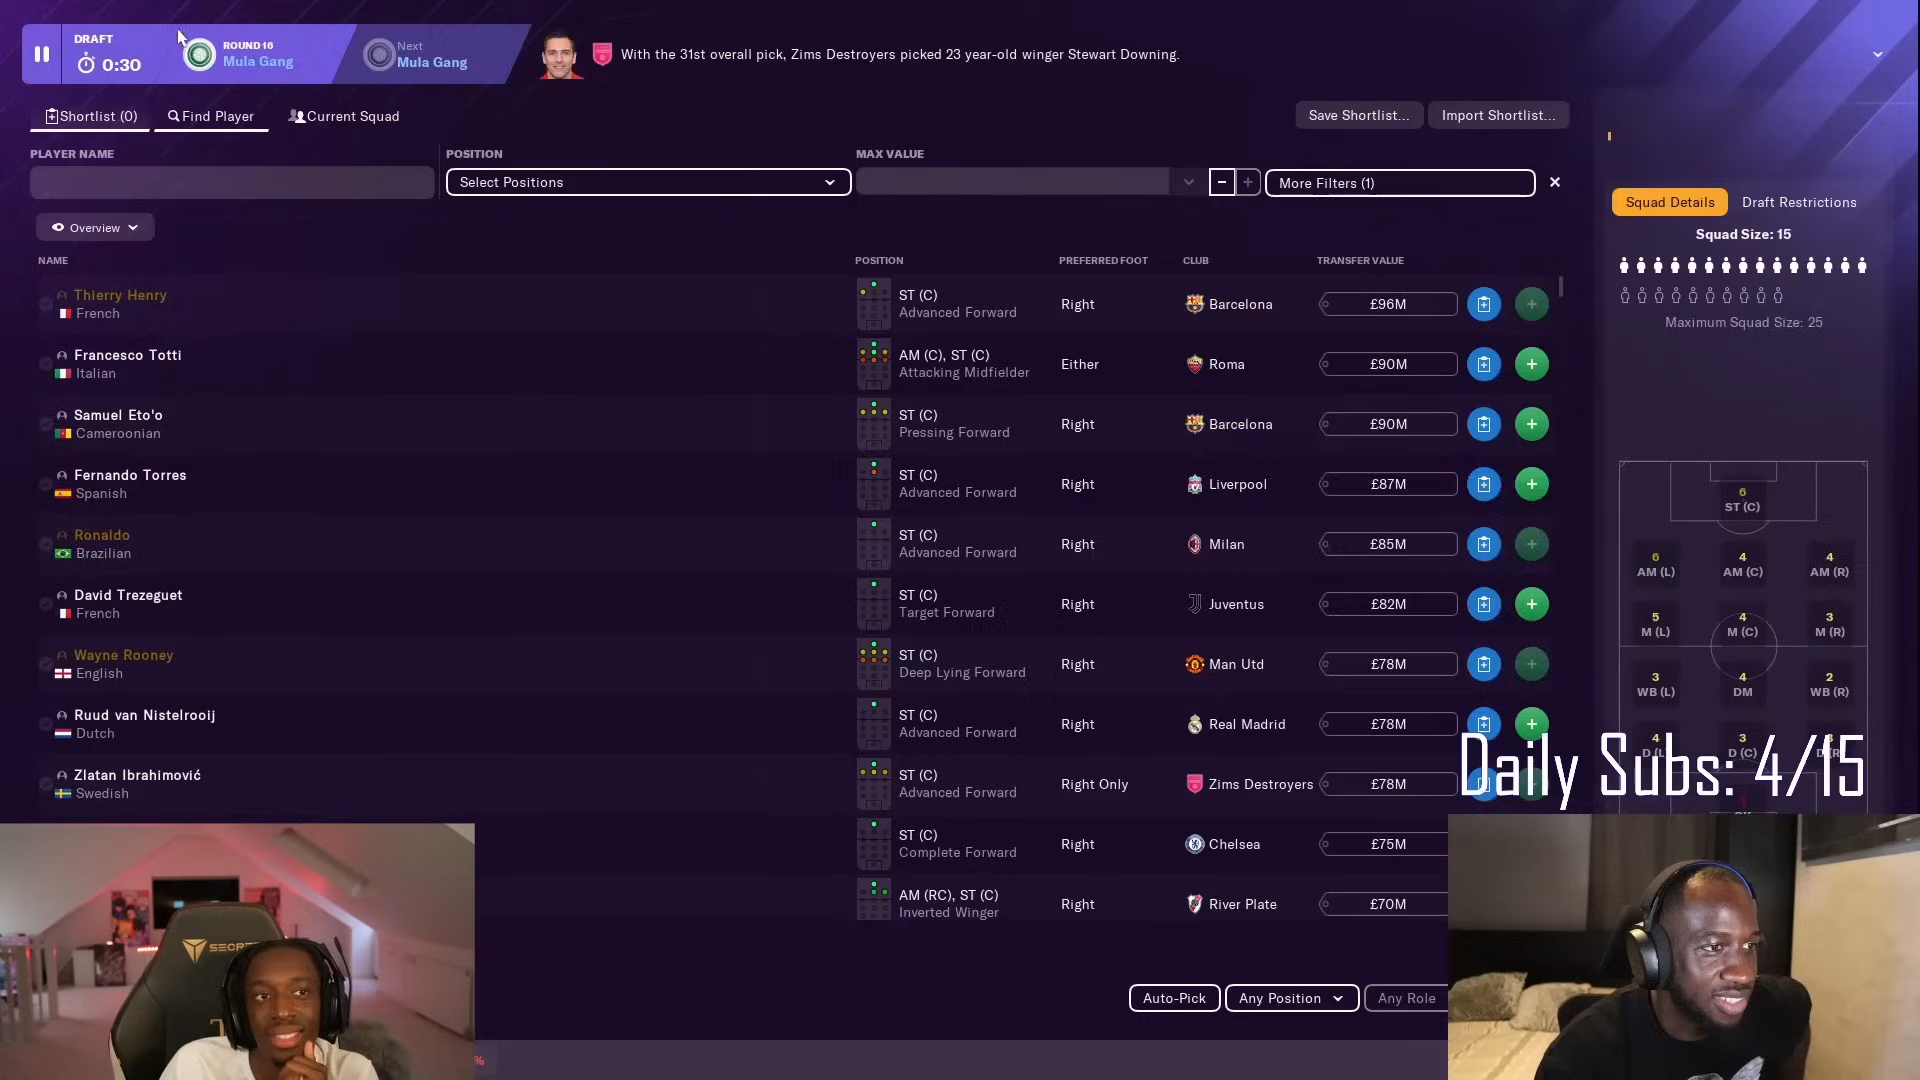 DRAFT
0:30
ROUND 16
Mula Gang
Next
Mula Gang
With the 31st overall pick, Zims Destroyers picked 23 year-old winger Stewart Downing.
Shortlist (0)
Find Player
Current Squad
Save Shortlist...
Import Shortlist...
PLAYER NAME
POSITION
MAX VALUE
Select Positions
More Filters (1)
Overview
Squad Details
Draft Restrictions
Squad Size: 15
Maximum Squad Size: 25
NAME
POSITION
PREFERRED FOOT
CLUB
TRANSFER VALUE
Thierry Henry
French
ST (C)
Advanced Forward
Right
Barcelona
£96M
Francesco Totti
Italian
AM (C), ST (C)
Attacking Midfielder
Either
Roma
£90M
Samuel Eto'o
Cameroonian
ST (C)
Pressing Forward
Right
Barcelona
£90M
Fernando Torres
Spanish
ST (C)
Advanced Forward
Right
Liverpool
£87M
Ronaldo
Brazilian
ST (C)
Advanced Forward
Right
Milan
£85M
David Trezeguet
French
ST (C)
Target Forward
Right
Juventus
£82M
Wayne Rooney
English
ST (C)
Deep Lying Forward
Right
Man Utd
£78M
Ruud van Nistelrooij
Dutch
ST (C)
Advanced Forward
Right
Real Madrid
£78M
Zlatan Ibrahimović
Swedish
ST (C)
Advanced Forward
Right Only
Zims Destroyers
£78M
ST (C)
Complete Forward
Right
Chelsea
£75M
AM (RC), ST (C)
Inverted Winger
Right
River Plate
£70M
6
ST (C)
6
AM (L)
4
AM (C)
4
AM (R)
5
M (L)
4
M (C)
3
M (R)
3
WB (L)
4
DM
2
WB (R)
4
D (L
3
D (C)
Daily Subs: 4/15
Auto-Pick
Any Position
Any Role
SECRE
%